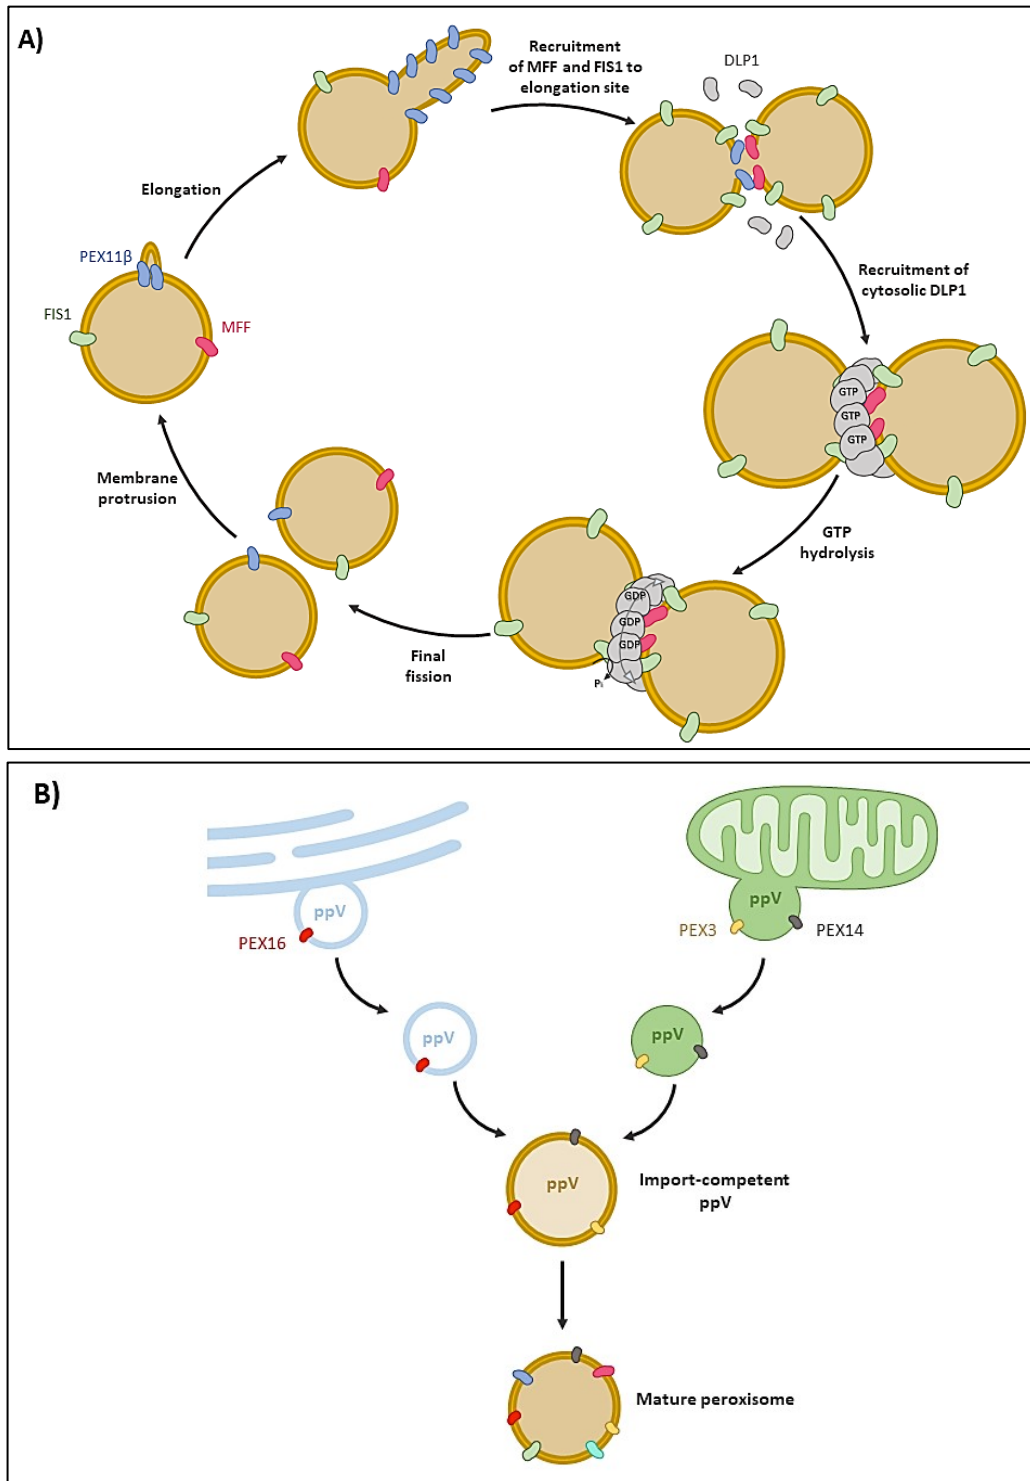 A)
Recruitment
of MFF and FIS1 to
elongation site
DLP1
Elongation
PEX11β
FIS1
MFF
Recruitment of
cytosolic DLP1
GTP
GTP
GTP
Membrane
protrusion
GTP
hydrolysis
GDP
GDP
GDP
Pi
Final
fission
B)
ppV
PEX16
ppV
PEX3
PEX14
ppV
ppV
ppV
Import-competent
ppV
Mature peroxisome